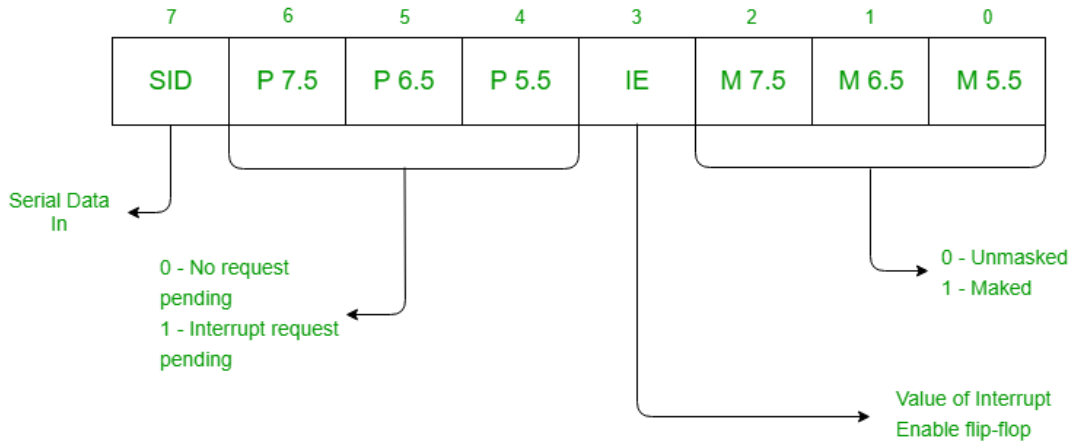 7 6 5 4 3 2 1 0
SID P 7.5 P 6.5 P 5.5 IE M 7.5 M 6.5 M 5.5
Serial Data
In
0 - No request
pending
1 - Interrupt request
pending
0 - Unmasked
1 - Maked
Value of Interrupt
Enable flip-flop